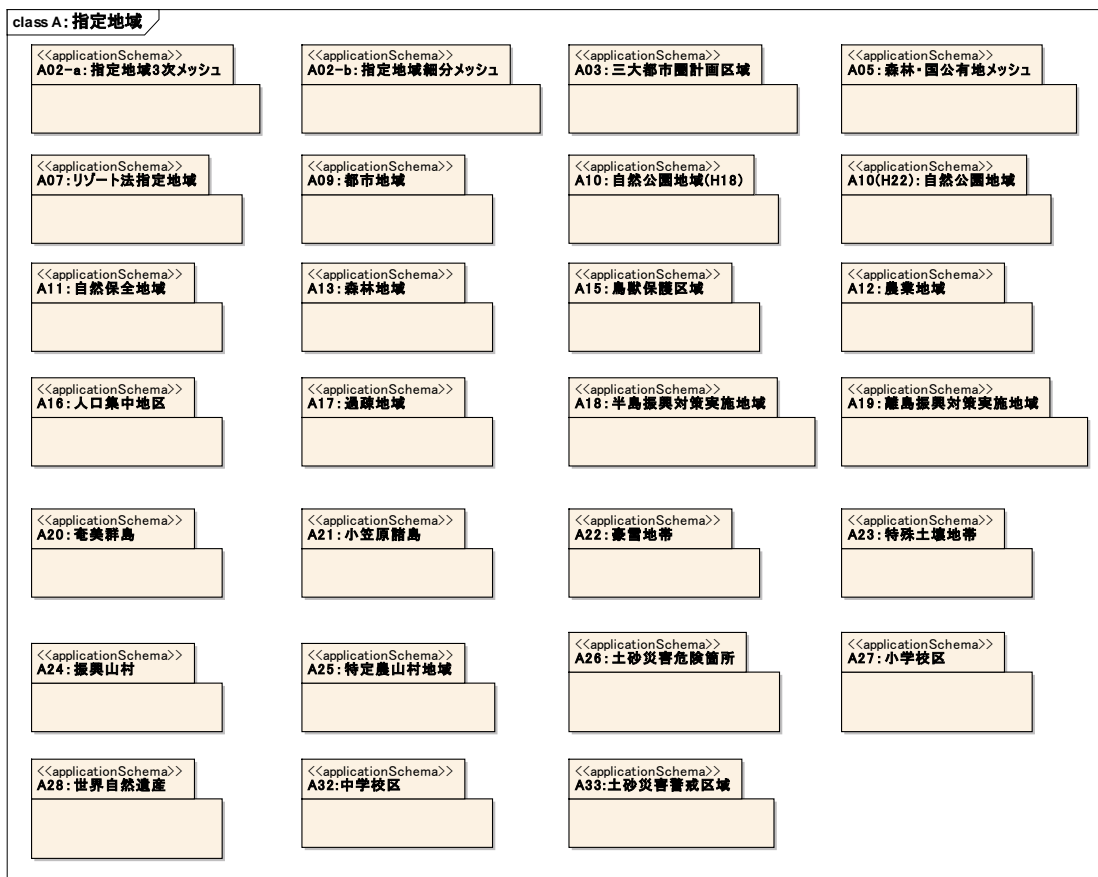 class A: 指定地域
<<applicationSchema>>
A02-a:指定地域3次メッシュ
<<applicationSchema>>
A02-b:指定地域細分メッシュ
<<applicationSchema>>
A03:三大都市圏計画区域
<<applicationSchema>>
A05:森林・国公有地メッシュ
<<applicationSchema>>
A07:リゾート法指定地域
<<applicationSchema>>
A09:都市地域
<<applicationSchema>>
A10:自然公園地域(H18)
<<applicationSchema>>
A10(H22):自然公園地域
<<applicationSchema>>
A11:自然保全地域
<<applicationSchema>>
A13:森林地域
<<applicationSchema>>
A15:鳥獣保護区域
<<applicationSchema>>
A12:農業地域
<<applicationSchema>>
A16:人口集中地区
<<applicationSchema>>
A17:過疎地域
<<applicationSchema>>
A18:半島振興対策実施地域
<<applicationSchema>>
A19:離島振興対策実施地域
<<applicationSchema>>
A20:奄美群島
<<applicationSchema>>
A21:小笠原諸島
<<applicationSchema>>
A22:豪雪地帯
<<applicationSchema>>
A23:特殊土壌地帯
<<applicationSchema>>
A24:振興山村
<<applicationSchema>>
A25:特定農山村地域
<<applicationSchema>>
A26:土砂災害危険箇所
<<applicationSchema>>
A27:小学校区
<<applicationSchema>>
A28:世界自然遺産
<<applicationSchema>>
A32:中学校区
<<applicationSchema>>
A33:土砂災害警戒区域